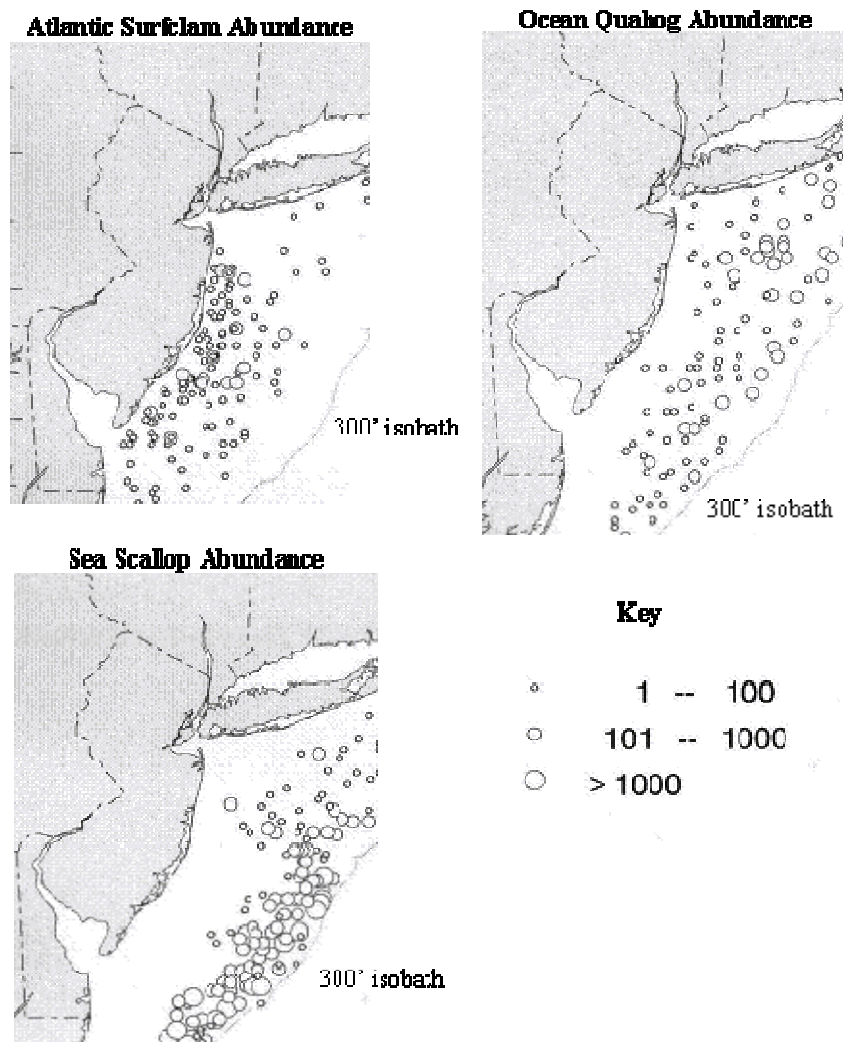 Atlantic Surfclam Abundance
Ocean Quahog Abundance
300' isobath
300' isobath
Sea Scallop Abundance
300' isobath
Key
1 -- 100
101 -- 1000
> 1000